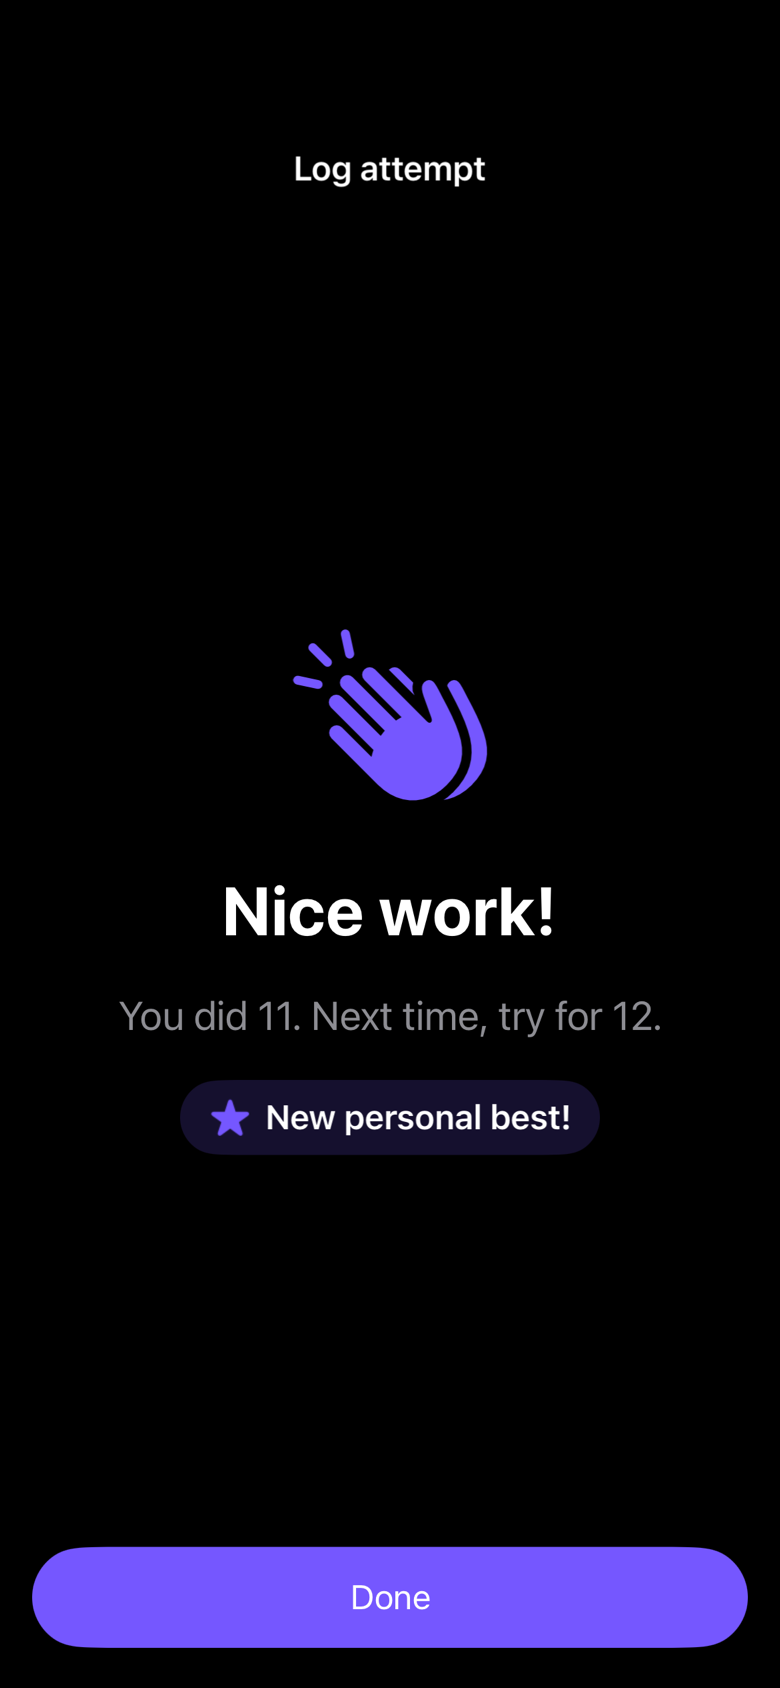 Log attempt
Nice work!
You did 11. Next time, try for 12.
New personal best!
Done